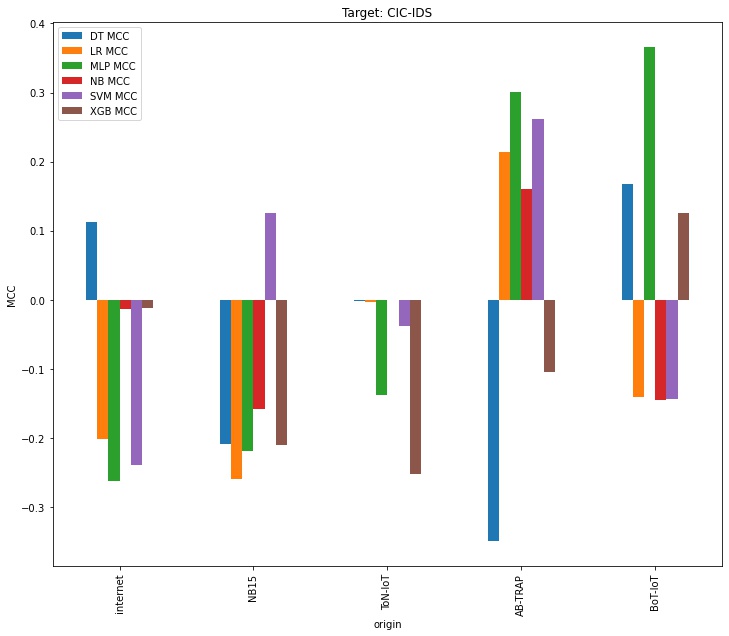 Target: CIC-IDS
DT MCC
LR MCC
MLP MCC
NB MCC
SVM MCC
XGB MCC
MCC
0.4
0.3
0.2
0.1
0.0
−0.1
−0.2
−0.3
internet
NB15
ToN-IoT
AB-TRAP
BoT-IoT
origin